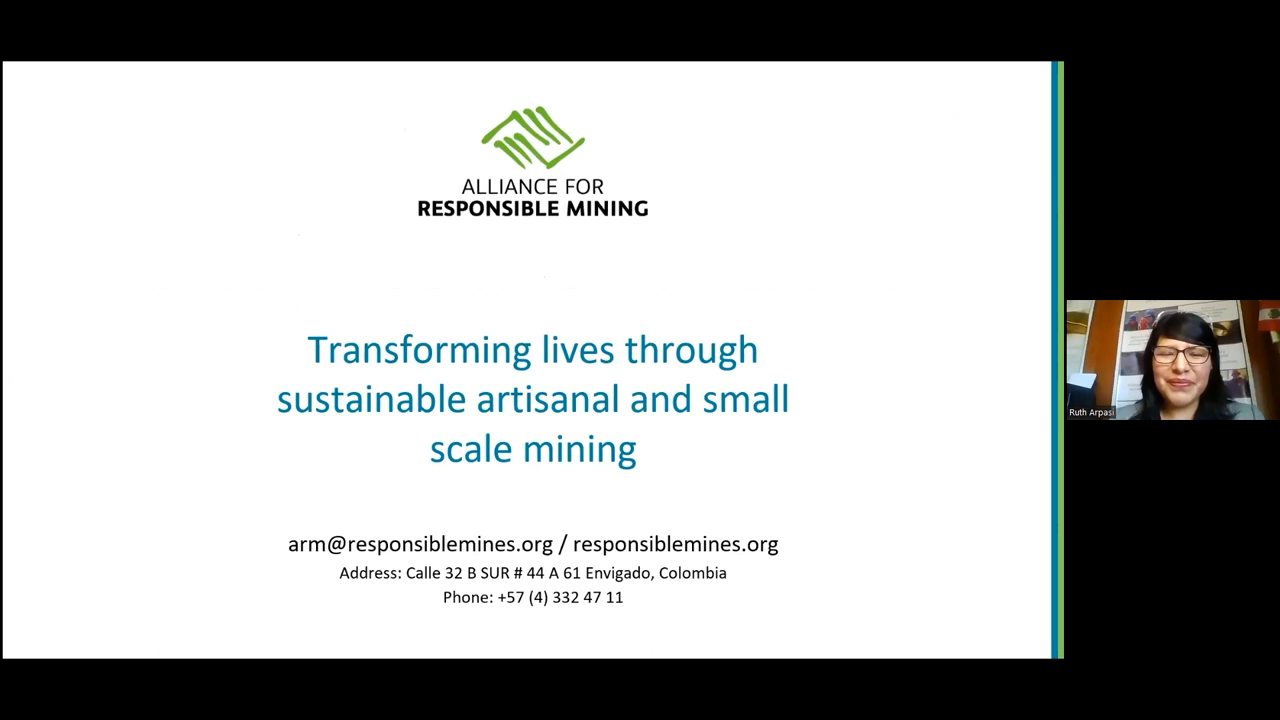 ALLIANCE FOR
RESPONSIBLE MINING
Transforming lives through
sustainable artisanal and small
scale mining
arm@responsiblemines.org / responsiblemines.org
Address: Calle 32 B SUR # 44 A 61 Envigado, Colombia
Phone: +57 (4) 332 47 11
Ruth Arpasi